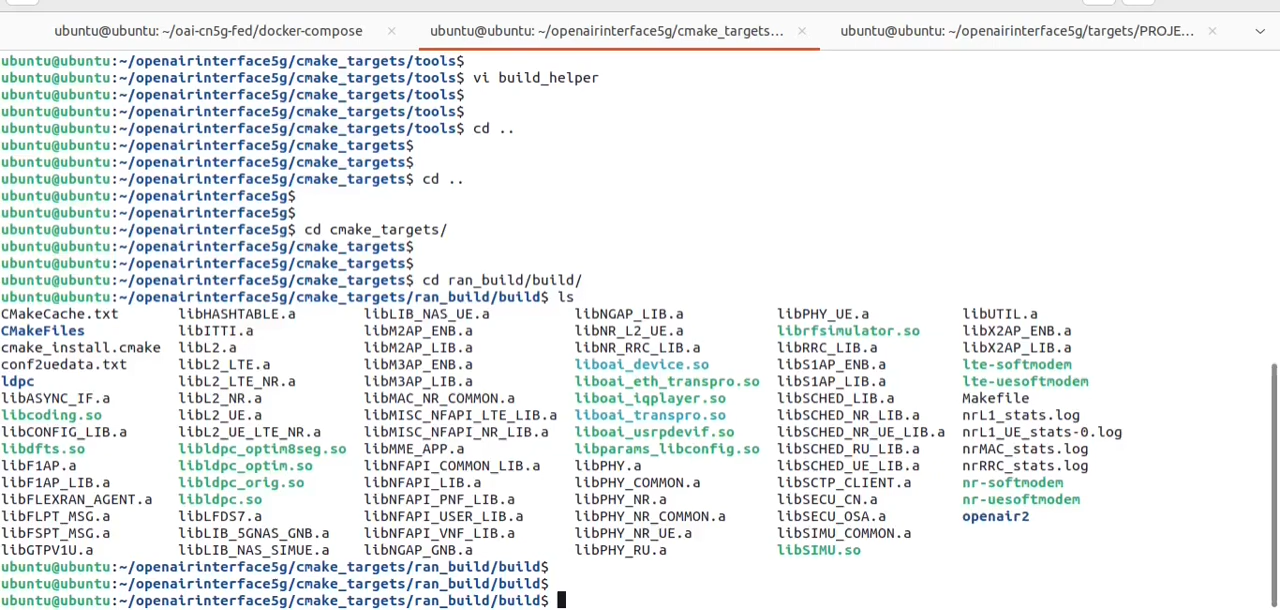 ubuntu@ubuntu: ~/oai-cn5g-fed/docker-compose × ubuntu@ubuntu: ~/openairinterface5g/cmake_targets... × ubuntu@ubuntu: ~/openairinterface5g/targets/PROJE... ×
ubuntu@ubuntu:~/openairinterface5g/cmake_targets/tools$
ubuntu@ubuntu:~/openairinterface5g/cmake_targets/tools$ vi build_helper
ubuntu@ubuntu:~/openairinterface5g/cmake_targets/tools$
ubuntu@ubuntu:~/openairinterface5g/cmake_targets/tools$
ubuntu@ubuntu:~/openairinterface5g/cmake_targets/tools$ cd ..
ubuntu@ubuntu:~/openairinterface5g/cmake_targets$
ubuntu@ubuntu:~/openairinterface5g/cmake_targets$
ubuntu@ubuntu:~/openairinterface5g/cmake_targets$ cd ..
ubuntu@ubuntu:~/openairinterface5g$
ubuntu@ubuntu:~/openairinterface5g$
ubuntu@ubuntu:~/openairinterface5g$ cd cmake_targets/
ubuntu@ubuntu:~/openairinterface5g/cmake_targets$
ubuntu@ubuntu:~/openairinterface5g/cmake_targets$
ubuntu@ubuntu:~/openairinterface5g/cmake_targets$ cd ran_build/build/
ubuntu@ubuntu:~/openairinterface5g/cmake_targets/ran_build/build$ ls
CMakeCache.txt libHASHTABLE.a libLIB_NAS_UE.a libNGAP_LIB.a libPHY_UE.a libUTIL.a
CMakeFiles libITTI.a libM2AP_ENB.a libNR_L2_UE.a librfsimulator.so libX2AP_ENB.a
cmake_install.cmake libL2.a libM2AP_LIB.a libNR_RRC_LIB.a libRRC_LIB.a libX2AP_LIB.a
conf2uedata.txt libL2_LTE.a libM3AP_ENB.a liboai_device.so libS1AP_ENB.a lte-softmodem
ldpc libL2_LTE_NR.a libM3AP_LIB.a liboai_eth_transpro.so libS1AP_LIB.a lte-uesoftmodem
libASYNC_IF.a libL2_NR.a libMAC_NR_COMMON.a liboai_iqplayer.so libSCHED_LIB.a Makefile
libcoding.so libL2_UE.a libMISC_NFAPI_LTE_LIB.a liboai_transpro.so libSCHED_NR_LIB.a nrL1_stats.log
libCONFIG_LIB.a libL2_UE_LTE_NR.a libMISC_NFAPI_NR_LIB.a liboai_usrpdevif.so libSCHED_NR_UE_LIB.a nrL1_UE_stats-0.log
libdfts.so libldpc_optim8seg.so libMME_APP.a libparams_libconfig.so libSCHED_RU_LIB.a nrMAC_stats.log
libF1AP.a libldpc_optim.so libNFAPI_COMMON_LIB.a libPHY.a libSCHED_UE_LIB.a nrRRC_stats.log
libF1AP_LIB.a libldpc_orig.so libNFAPI_LIB.a libPHY_COMMON.a libSCTP_CLIENT.a nr-softmodem
libFLEXRAN_AGENT.a libldpc.so libNFAPI_PNF_LIB.a libPHY_NR.a libSECU_CN.a nr-uesoftmodem
libFLPT_MSG.a libLFDS7.a libNFAPI_USER_LIB.a libPHY_NR_COMMON.a libSECU_OSA.a openair2
libFSPT_MSG.a libLIB_5GNAS_GNB.a libNFAPI_VNF_LIB.a libPHY_NR_UE.a libSIMU_COMMON.a
libGTPV1U.a libLIB_NAS_SIMUE.a libNGAP_GNB.a libPHY_RU.a libSIMU.so
ubuntu@ubuntu:~/openairinterface5g/cmake_targets/ran_build/build$
ubuntu@ubuntu:~/openairinterface5g/cmake_targets/ran_build/build$
ubuntu@ubuntu:~/openairinterface5g/cmake_targets/ran_build/build$